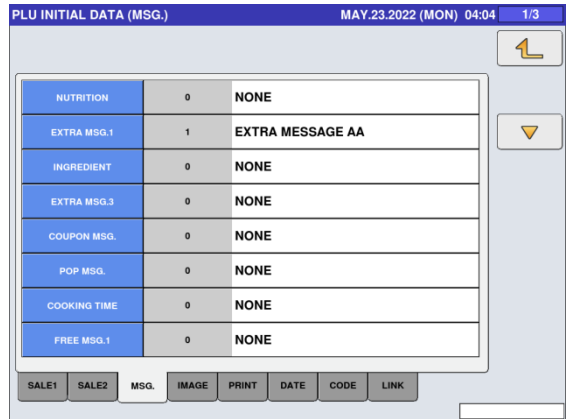 PLU INITIAL DATA (MSG.) MAY.23.2022 (MON) 04:04 1/3
NUTRITION 0 NONE
EXTRA MSG.1 1 EXTRA MESSAGE AA
INGREDIENT 0 NONE
EXTRA MSG.3 0 NONE
COUPON MSG. 0 NONE
POP MSG. 0 NONE
COOKING TIME 0 NONE
FREE MSG.1 0 NONE
SALE1 SALE2 MSG. IMAGE PRINT DATE CODE LINK